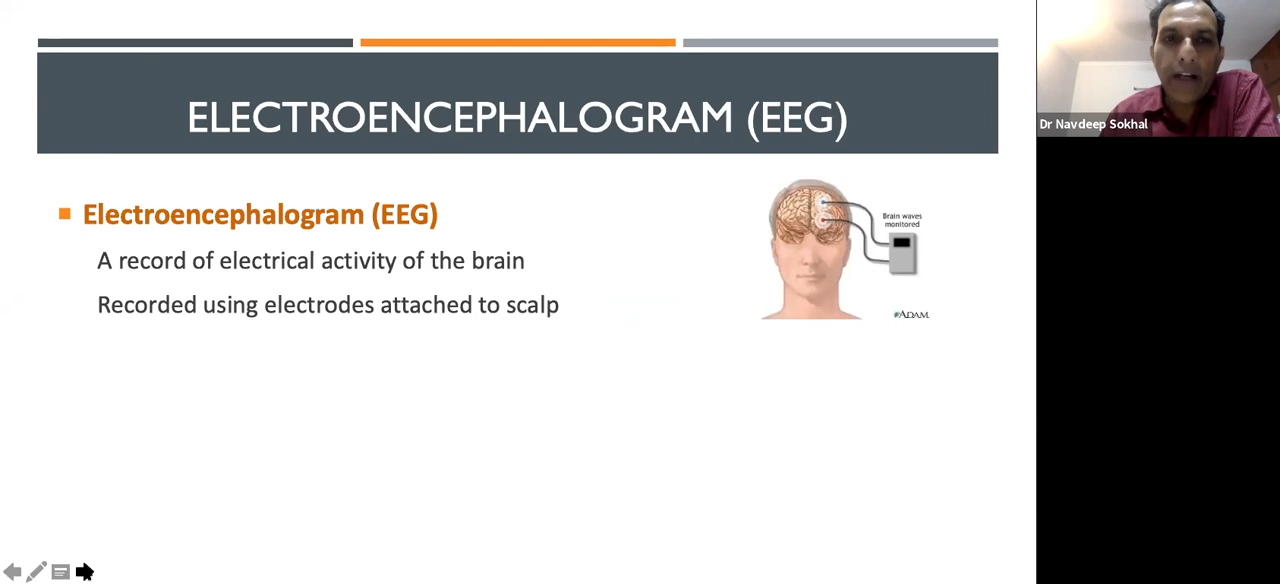 ELECTROENCEPHALOGRAM (EEG)
Electroencephalogram (EEG)
A record of electrical activity of the brain
Recorded using electrodes attached to scalp
Brain waves
monitored
ADAM
Dr Navdeep Sokhal